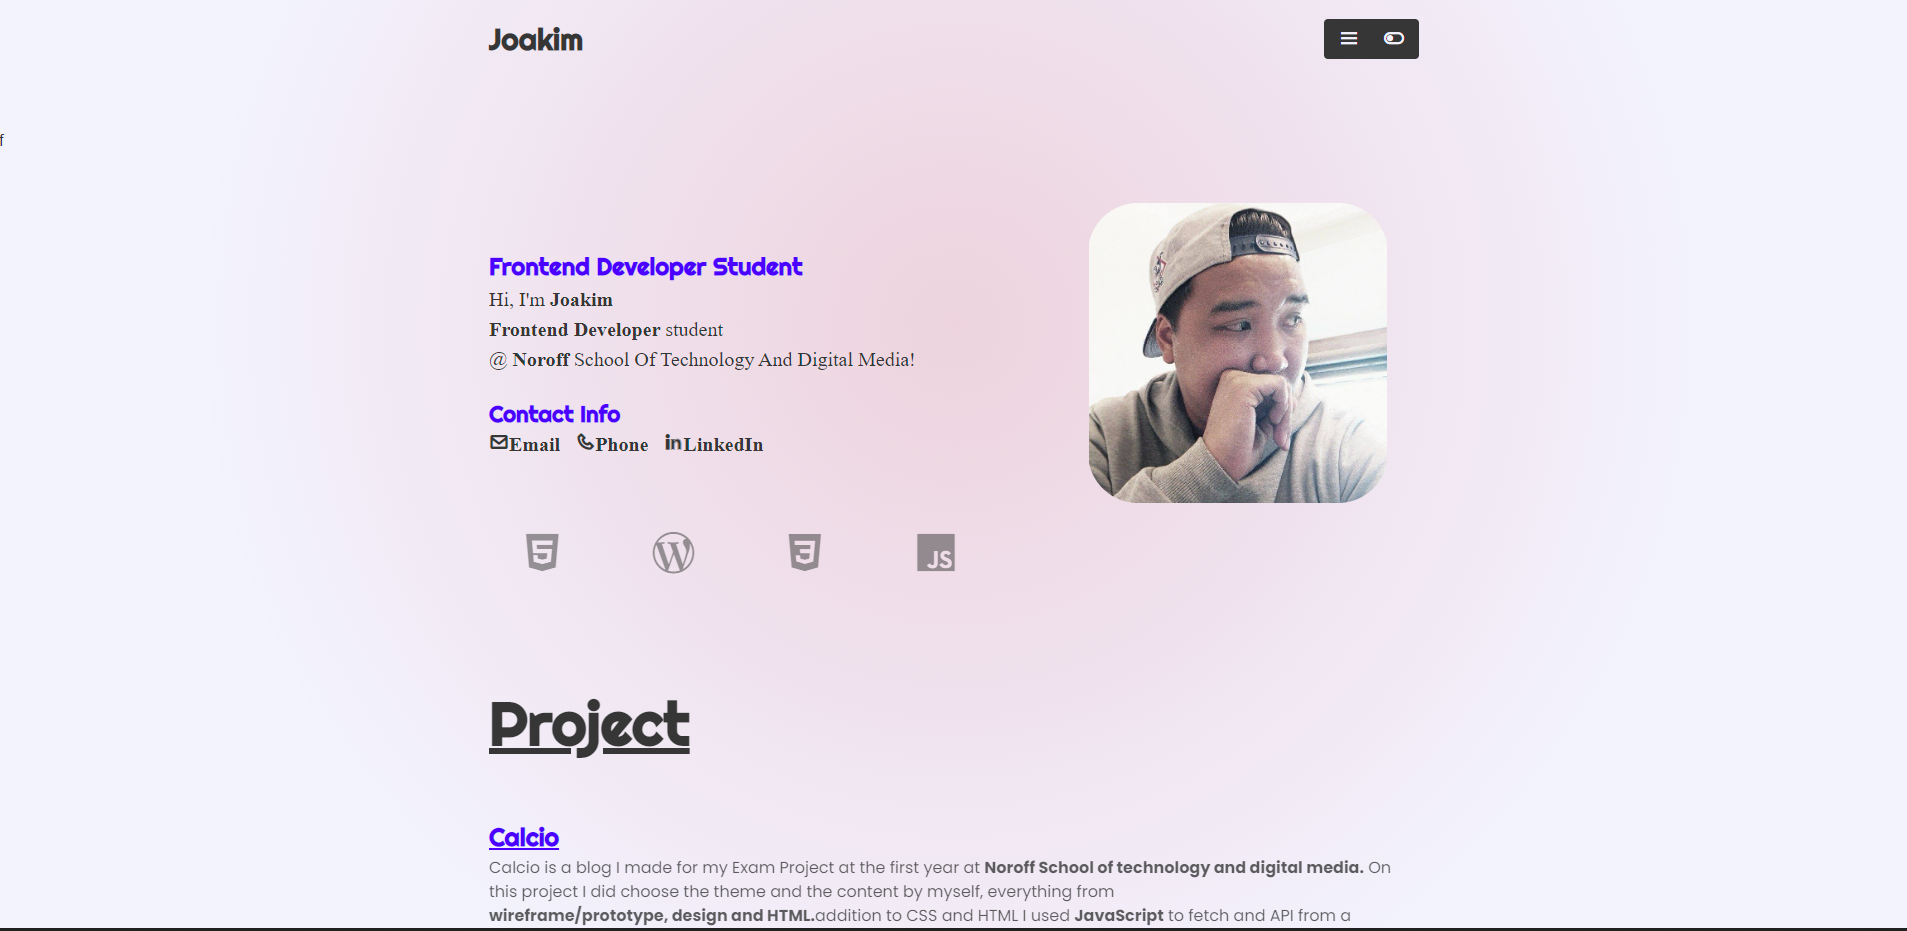 Joakim
f
Frontend Developer Student
Hi, I'm Joakim
Frontend Developer student
@ Noroff School Of Technology And Digital Media!
Contact Info
Email Phone in LinkedIn
5 W 3 JS
Project
Calcio
Calcio is a blog I made for my Exam Project at the first year at Noroff School of technology and digital media. On
this project I did choose the theme and the content by myself, everything from
wireframe/prototype, design and HTML.addition to CSS and HTML I used JavaScript to fetch and API from a